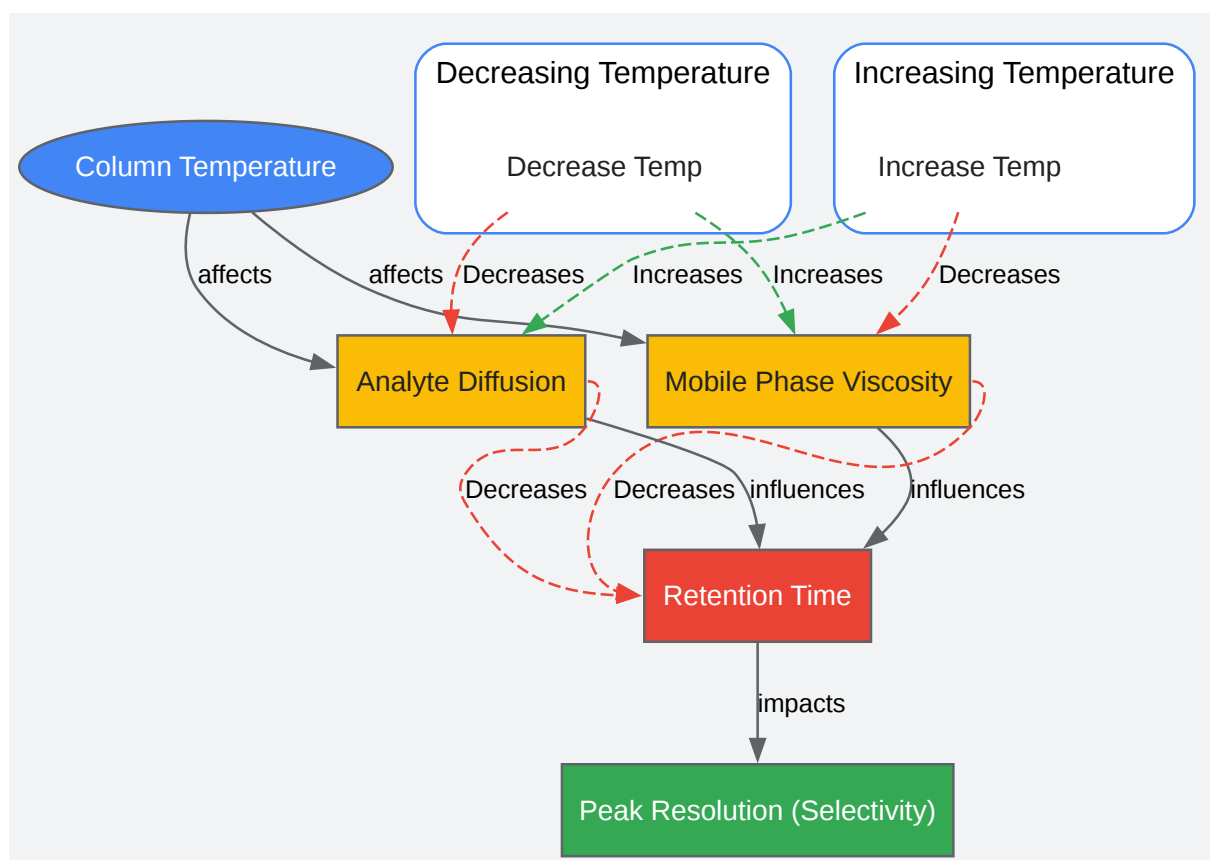 Decreasing Temperature
Increasing Temperature
Column Temperature
Decrease Temp
Increase Temp
affects
affects
Decreases
Increases
Increases
Decreases
Analyte Diffusion
Mobile Phase Viscosity
Decreases
Decreases
influences
influences
Retention Time
impacts
Peak Resolution (Selectivity)